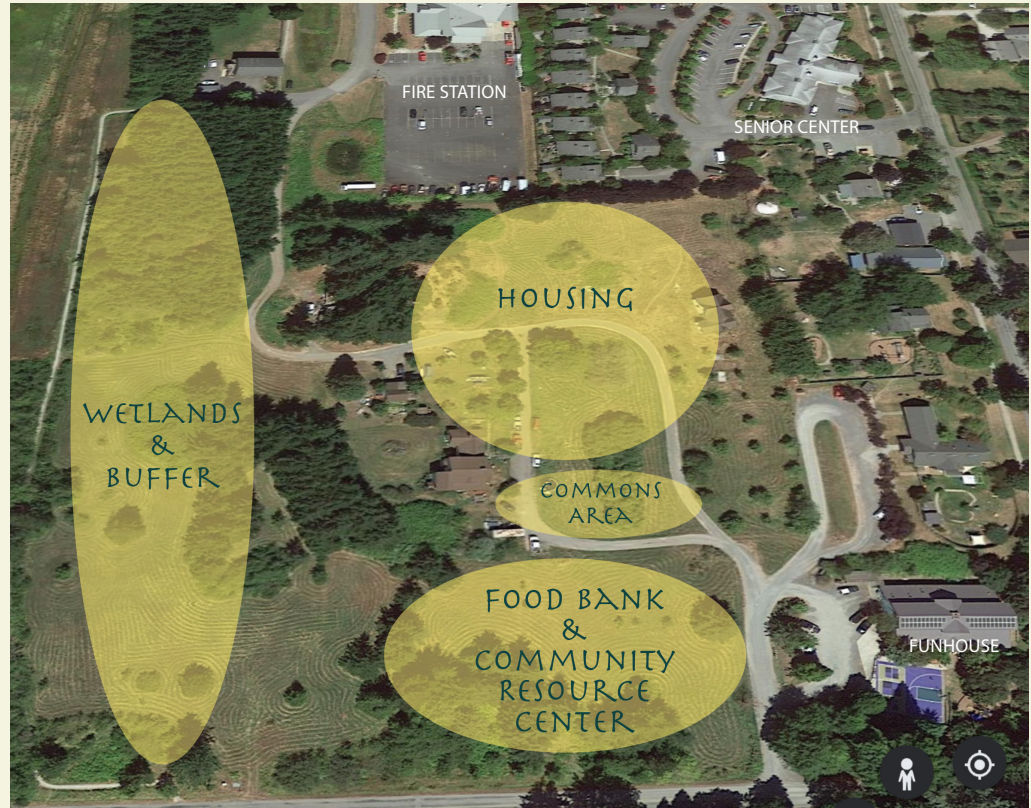 FIRE STATION
SENIOR CENTER
HOUSING
WETLANDS
&
BUFFER
COMMONS
AREA
FOOD BANK
&
COMMUNITY
RESOURCE
CENTER
FUNHOUSE